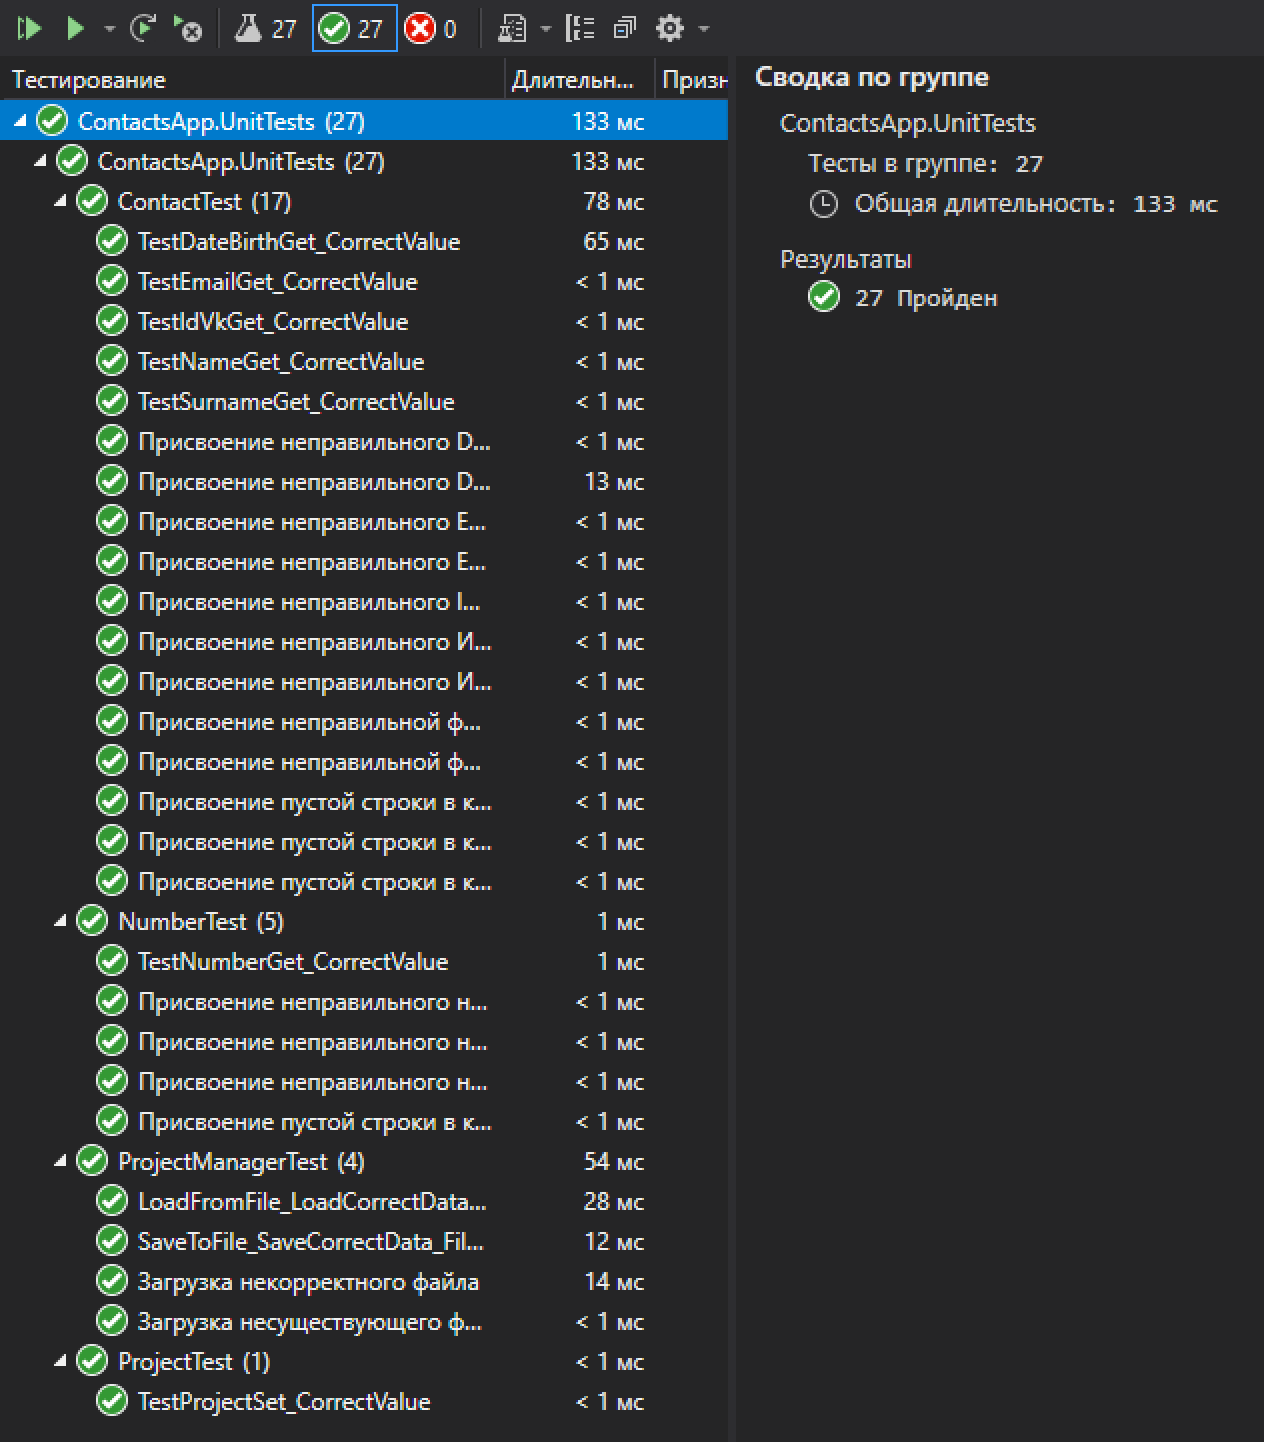 27 27 0
Тестирование Длительн... Призн
ContactsApp.UnitTests (27) 133 мс
ContactsApp.UnitTests (27) 133 мс
ContactTest (17) 78 мс
TestDateBirthGet_CorrectValue 65 мс
TestEmailGet_CorrectValue < 1 мс
TestIdVkGet_CorrectValue < 1 мс
TestNameGet_CorrectValue < 1 мс
TestSurnameGet_CorrectValue < 1 мс
Присвоение неправильного D... < 1 мс
Присвоение неправильного D... 13 мс
Присвоение неправильного E... < 1 мс
Присвоение неправильного E... < 1 мс
Присвоение неправильного I... < 1 мс
Присвоение неправильного И... < 1 мс
Присвоение неправильного И... < 1 мс
Присвоение неправильной ф... < 1 мс
Присвоение неправильной ф... < 1 мс
Присвоение пустой строки в к... < 1 мс
Присвоение пустой строки в к... < 1 мс
Присвоение пустой строки в к... < 1 мс
NumberTest (5) 1 мс
TestNumberGet_CorrectValue 1 мс
Присвоение неправильного н... < 1 мс
Присвоение неправильного н... < 1 мс
Присвоение неправильного н... < 1 мс
Присвоение пустой строки в к... < 1 мс
ProjectManagerTest (4) 54 мс
LoadFromFile_LoadCorrectData... 28 мс
SaveToFile_SaveCorrectData_Fil... 12 мс
Загрузка некорректного файла 14 мс
Загрузка несуществующего ф... < 1 мс
ProjectTest (1) < 1 мс
TestProjectSet_CorrectValue < 1 мс
Сводка по группе
ContactsApp.UnitTests
Тесты в группе: 27
Общая длительность: 133 мс
Результаты
27 Пройден